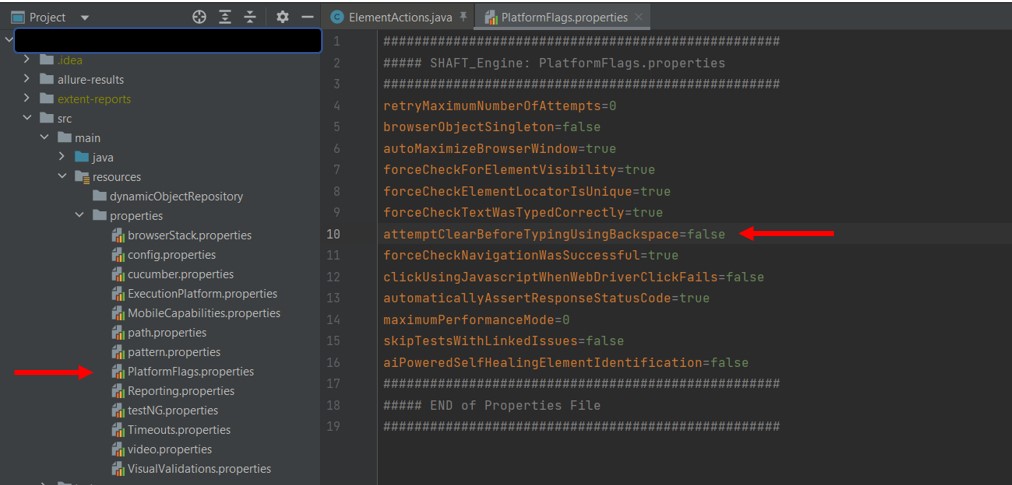 Project
ElementActions.java
PlatformFlags.properties
.idea
allure-results
extent-reports
src
main
java
resources
dynamicObjectRepository
properties
browserStack.properties
config.properties
cucumber.properties
ExecutionPlatform.properties
MobileCapabilities.properties
path.properties
pattern.properties
PlatformFlags.properties
Reporting.properties
testNG.properties
Timeouts.properties
video.properties
VisualValidations.properties
1 ##################################################
2 ##### SHAFT_Engine: PlatformFlags.properties
3 ##################################################
4 retryMaximumNumberOfAttempts=0
5 browserObjectSingleton=false
6 autoMaximizeBrowserWindow=true
7 forceCheckForElementVisibility=true
8 forceCheckElementLocatorIsUnique=true
9 forceCheckTextWasTypedCorrectly=true
10 attemptClearBeforeTypingUsingBackspace=false
11 forceCheckNavigationWasSuccessful=true
12 clickUsingJavascriptWhenWebDriverClickFails=false
13 automaticallyAssertResponseStatusCode=true
14 maximumPerformanceMode=0
15 skipTestsWithLinkedIssues=false
16 aiPoweredSelfHealingElementIdentification=false
17 ##################################################
18 ##### END of Properties File
19 ##################################################